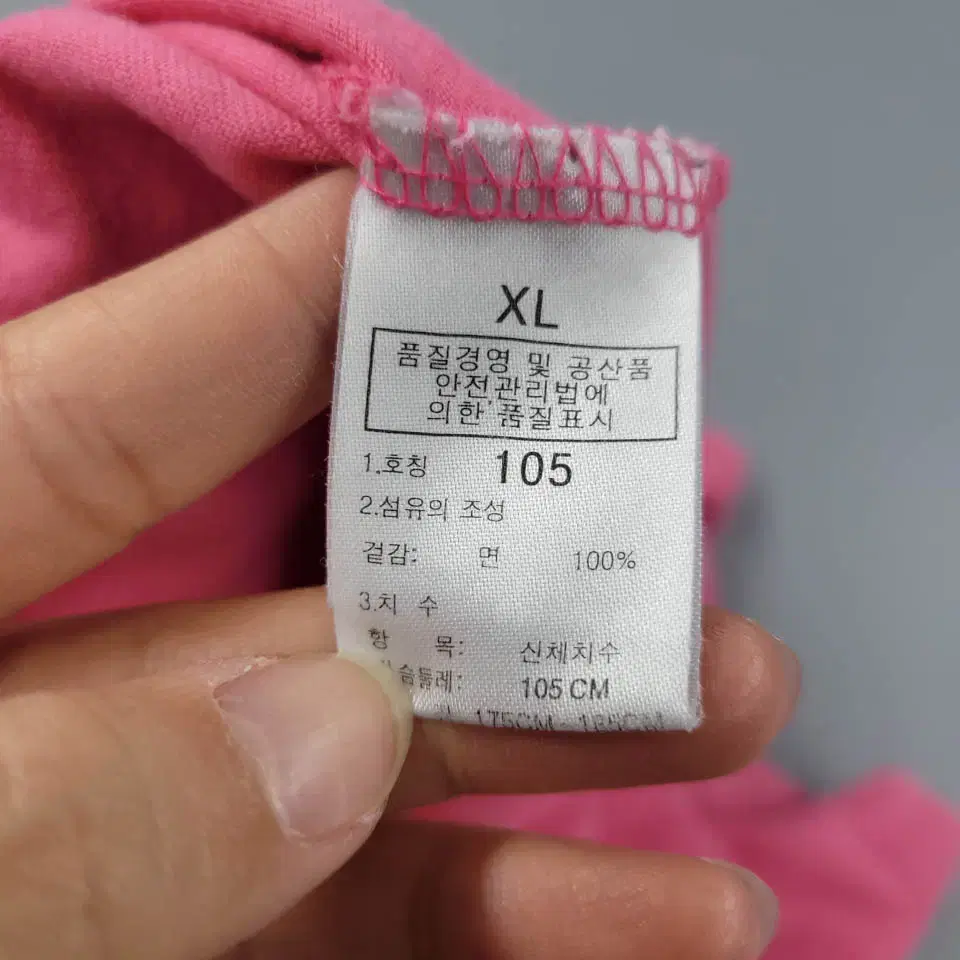 XL
품질경영 및 공산품
안전관리법에
의한 품질표시
1.호칭 105
2.섬유의 조성
겉감: 면 100%
3.치 수
항 목: 신체치수
105 CM
175CM - 185CM